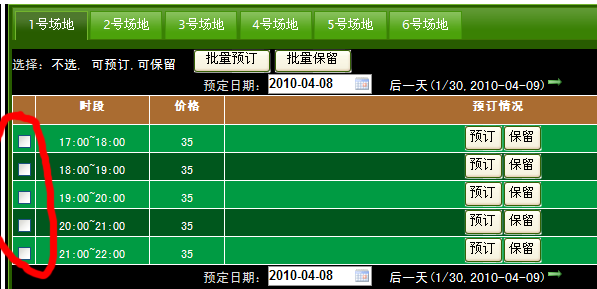 1号场地 2号场地 3号场地 4号场地 5号场地 6号场地
选择: 不选, 可预订,可保留 批量预订 批量保留
预定日期: 2010-04-08 后一天(1/30,2010-04-09)
时段 价格 预订情况
17:00~18:00 35 预订 保留
18:00~19:00 35 预订 保留
19:00~20:00 35 预订 保留
20:00~21:00 35 预订 保留
21:00~22:00 35 预订 保留
预定日期: 2010-04-08 后一天(1/30,2010-04-09)